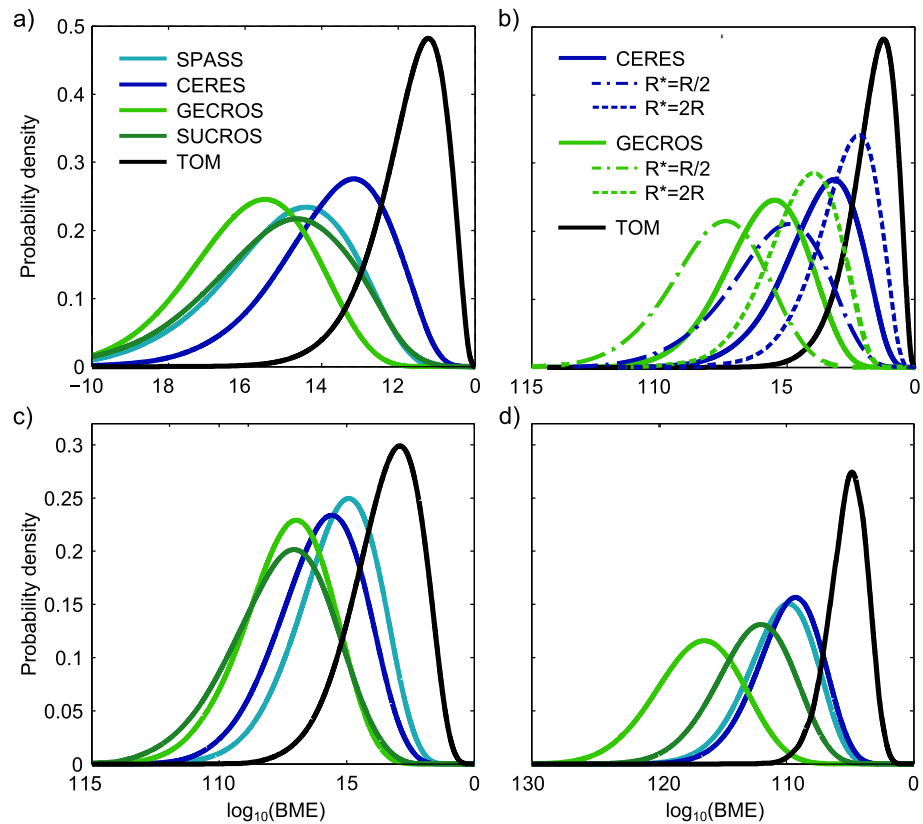 a)
0.5
0.4
0.3
0.2
0.1
0
Probability density
SPASS
CERES
GECROS
SUCROS
TOM
-10
18
16
14
12
0
b)
CERES
R*=R/2
R*=2R
GECROS
R*=R/2
R*=2R
TOM
115
110
15
0
c)
0.3
0.25
0.2
0.15
0.1
0.05
0
Probability density
115
110
15
0
log10(BME)
d)
130
120
110
0
log10(BME)